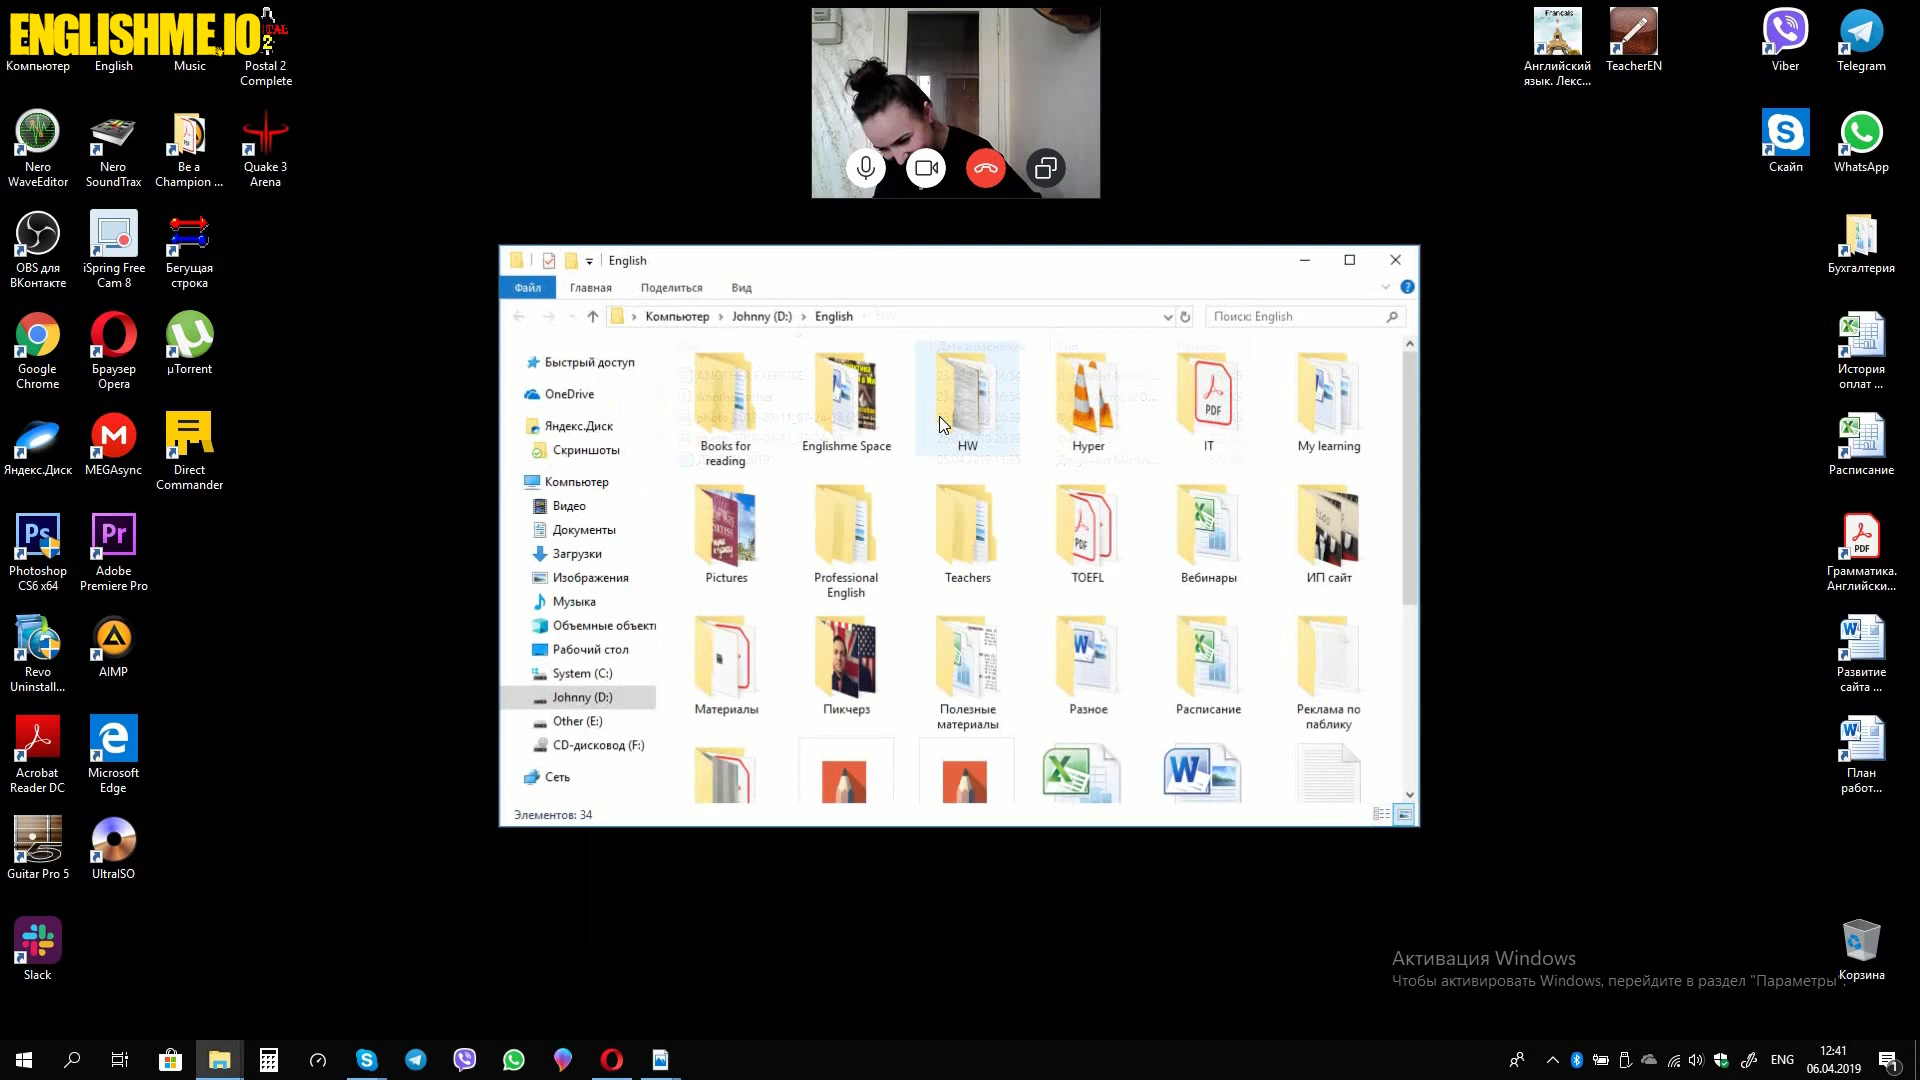 ENGLISHME.IO
Компьютер
English
Music
Postal 2
Complete
Nero
WaveEditor
Nero
SoundTrax
Be a
Champion ...
Quake 3
Arena
OBS для
ВКонтакте
iSpring Free
Cam 8
Бегущая
строка
Google
Chrome
Браузер
Opera
µTorrent
Яндекс.Диск
MEGAsync
Direct
Commander
Photoshop
CS6 x64
Adobe
Premiere Pro
Revo
Uninstall...
AIMP
Acrobat
Reader DC
Microsoft
Edge
Guitar Pro 5
UltraISO
Slack
English
Файл
Главная
Поделиться
Вид
Компьютер
Johnny (D:)
English
Поиск: English
Быстрый доступ
OneDrive
Яндекс.Диск
Скриншоты
Компьютер
Видео
Документы
Загрузки
Изображения
Музыка
Объемные объекты
Рабочий стол
System (C:)
Johnny (D:)
Other (E:)
CD-дисковод (F:)
Сеть
Books for
reading
Englishme Space
HW
Hyper
PDF
IT
My learning
Pictures
Professional
English
Teachers
PDF
TOEFL
Вебинары
ИП сайт
Материалы
Пикчерз
Полезные
материалы
Разное
Расписание
Реклама по
паблику
Элементов: 34
Français
Английский
язык. Лекс...
TeacherEN
Viber
Telegram
Скайп
WhatsApp
Бухгалтерия
История
оплат ...
Расписание
PDF
Грамматика.
Английски...
Развитие
сайта ...
План
работ...
Корзина
Активация Windows
Чтобы активировать Windows, перейдите в раздел "Параметры".
ENG
12:41
06.04.2019
1